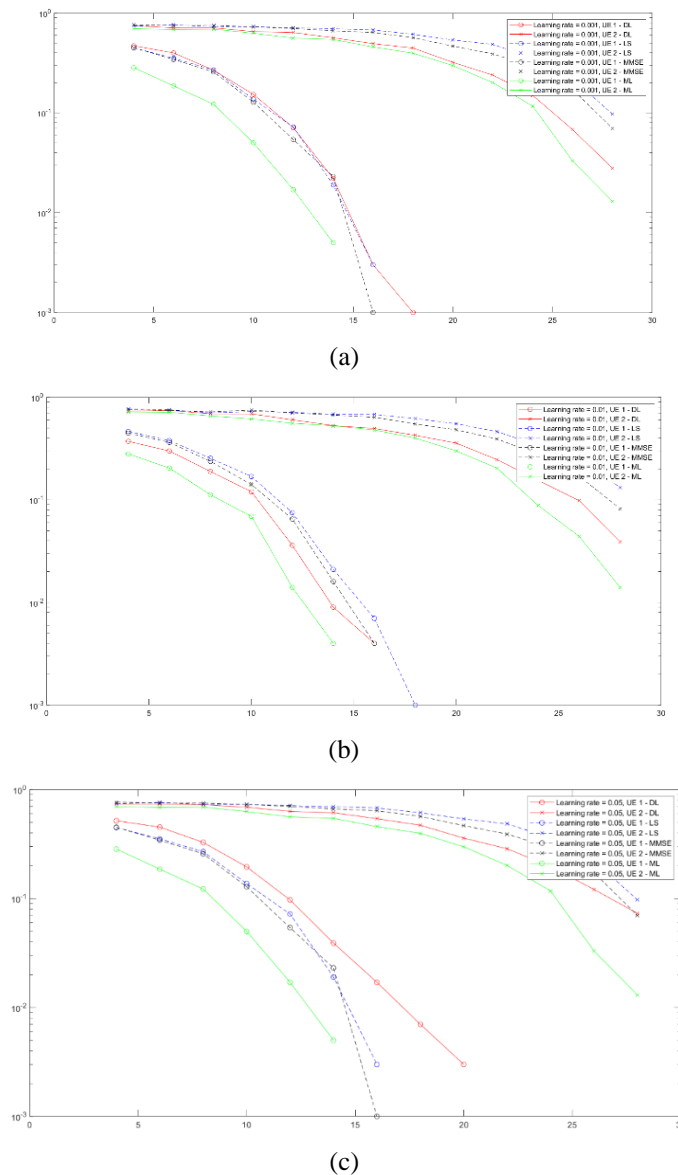 10^0
10^-1
10^-2
10^-3
Learning rate = 0.001, UE 1 - DL
Learning rate = 0.001, UE 2 - DL
Learning rate = 0.001, UE 1 - LS
Learning rate = 0.001, UE 2 - LS
Learning rate = 0.001, UE 1 - MMSE
Learning rate = 0.001, UE 2 - MMSE
Learning rate = 0.001, UE 1 - ML
Learning rate = 0.001, UE 2 - ML
0 5 10 15 20 25 30
(a)
10^0
10^-1
10^-2
10^-3
Learning rate = 0.01, UE 1 - DL
Learning rate = 0.01, UE 2 - DL
Learning rate = 0.01, UE 1 - LS
Learning rate = 0.01, UE 2 - LS
Learning rate = 0.01, UE 1 - MMSE
Learning rate = 0.01, UE 2 - MMSE
Learning rate = 0.01, UE 1 - ML
Learning rate = 0.01, UE 2 - ML
0 5 10 15 20 25 30
(b)
10^0
10^-1
10^-2
10^-3
Learning rate = 0.05, UE 1 - DL
Learning rate = 0.05, UE 2 - DL
Learning rate = 0.05, UE 1 - LS
Learning rate = 0.05, UE 2 - LS
Learning rate = 0.05, UE 1 - MMSE
Learning rate = 0.05, UE 2 - MMSE
Learning rate = 0.05, UE 1 - ML
Learning rate = 0.05, UE 2 - ML
0 5 10 15 20 25 30
(c)